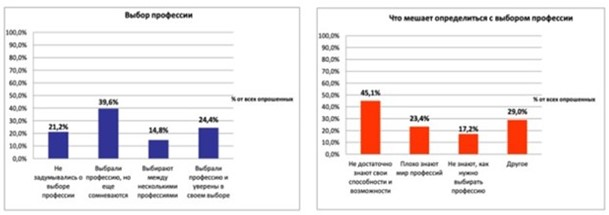 Выбор профессии
100,0%
90,0%
80,0%
70,0%
60,0%
50,0%
40,0%
30,0%
20,0%
10,0%
0,0%
21,2%
39,6%
14,8%
24,4%
% от всех опрошенных
Не
задумывались о
выборе
профессии
Выбрали
профессию, но
еще
сомневаются
Выбирают
между
несколькими
профессиями
Выбрали
профессию и
уверены в
своем выборе
Что мешает определиться с выбором профессии
100,0%
90,0%
80,0%
70,0%
60,0%
50,0%
40,0%
30,0%
20,0%
10,0%
0,0%
45,1%
23,4%
17,2%
29,0%
% от всех опрошенных
Не достаточно
знают свои
способности и
возможности
Плохо знают
мир профессий
Не знают, как
нужно
выбирать
профессию
Другое